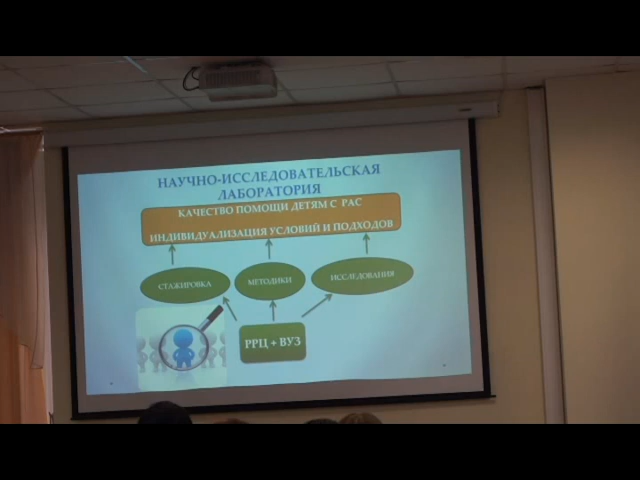 НАУЧНО-ИССЛЕДОВАТЕЛЬСКАЯ
ЛАБОРАТОРИЯ
КАЧЕСТВО ПОМОЩИ ДЕТЯМ С РАС
ИНДИВИДУАЛИЗАЦИЯ УСЛОВИЙ И ПОДХОДОВ
СТАЖИРОВКА
МЕТОДИКИ
ИССЛЕДОВАНИЯ
РРЦ + ВУЗ